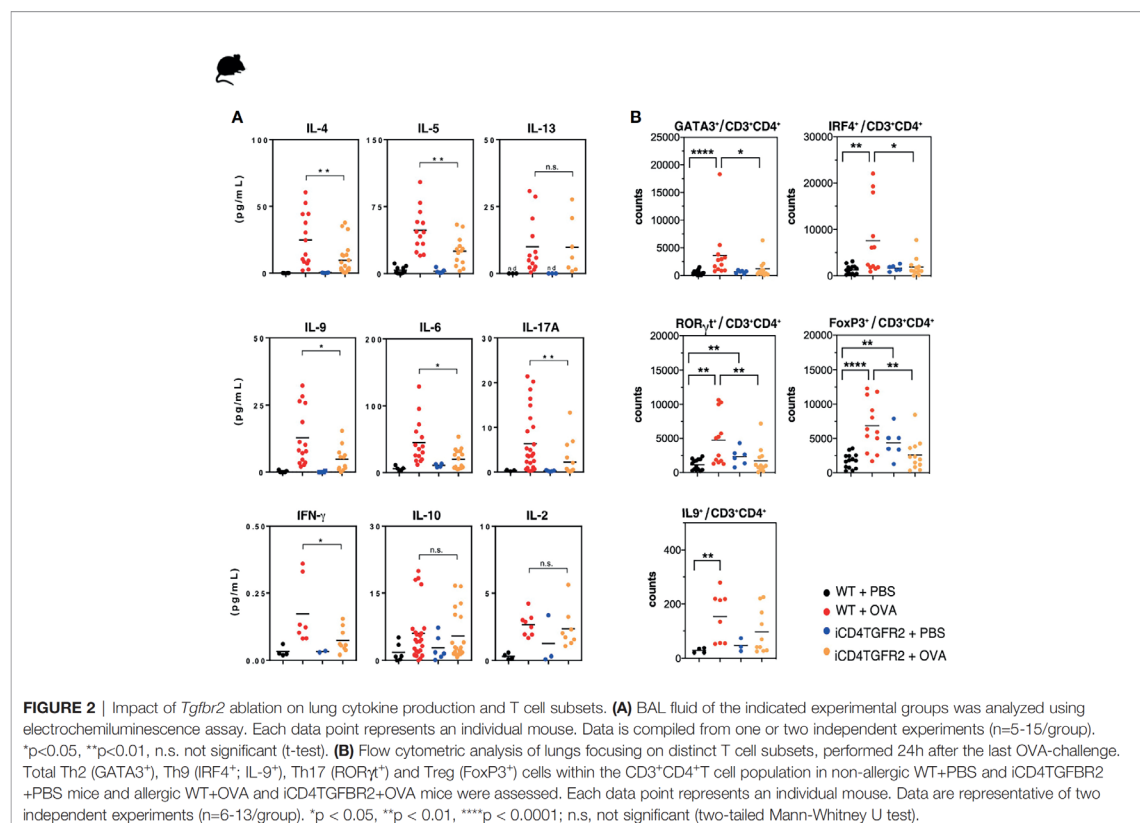 A
B
IL-4
IL-5
IL-13
100
50
0
(pg/mL)
**
150
75
0
**
50
25
0
n.s.
n d
n d
IL-9
IL-6
IL-17A
50
25
0
(pg/mL)
*
200
100
0
*
30
20
10
0
**
IFN-γ
IL-10
IL-2
0.50
0.25
0.00
(pg/mL)
*
30
15
0
n.s.
10
5
0
n.s.
GATA3⁺/CD3⁺CD4⁺
IRF4⁺/CD3⁺CD4⁺
25000
20000
15000
10000
5000
0
counts
****
*
30000
20000
10000
0
counts
**
*
RORγt⁺/CD3⁺CD4⁺
FoxP3⁺/CD3⁺CD4⁺
20000
15000
10000
5000
0
counts
**
**
**
20000
15000
10000
5000
0
counts
**
****
**
IL9⁺/CD3⁺CD4⁺
400
200
0
counts
**
WT + PBS
WT + OVA
iCD4TGFR2 + PBS
iCD4TGFR2 + OVA
FIGURE 2 | Impact of Tgfbr2 ablation on lung cytokine production and T cell subsets. (A) BAL fluid of the indicated experimental groups was analyzed using
electrochemiluminescence assay. Each data point represents an individual mouse. Data is compiled from one or two independent experiments (n=5-15/group).
*p<0.05, **p<0.01, n.s. not significant (t-test). (B) Flow cytometric analysis of lungs focusing on distinct T cell subsets, performed 24h after the last OVA-challenge.
Total Th2 (GATA3⁺), Th9 (IRF4⁺; IL-9⁺), Th17 (RORγt⁺) and Treg (FoxP3⁺) cells within the CD3⁺CD4⁺T cell population in non-allergic WT+PBS and iCD4TGFBR2
+PBS mice and allergic WT+OVA and iCD4TGFBR2+OVA mice were assessed. Each data point represents an individual mouse. Data are representative of two
independent experiments (n=6-13/group). *p < 0.05, **p < 0.01, ****p < 0.0001; n.s, not significant (two-tailed Mann-Whitney U test).